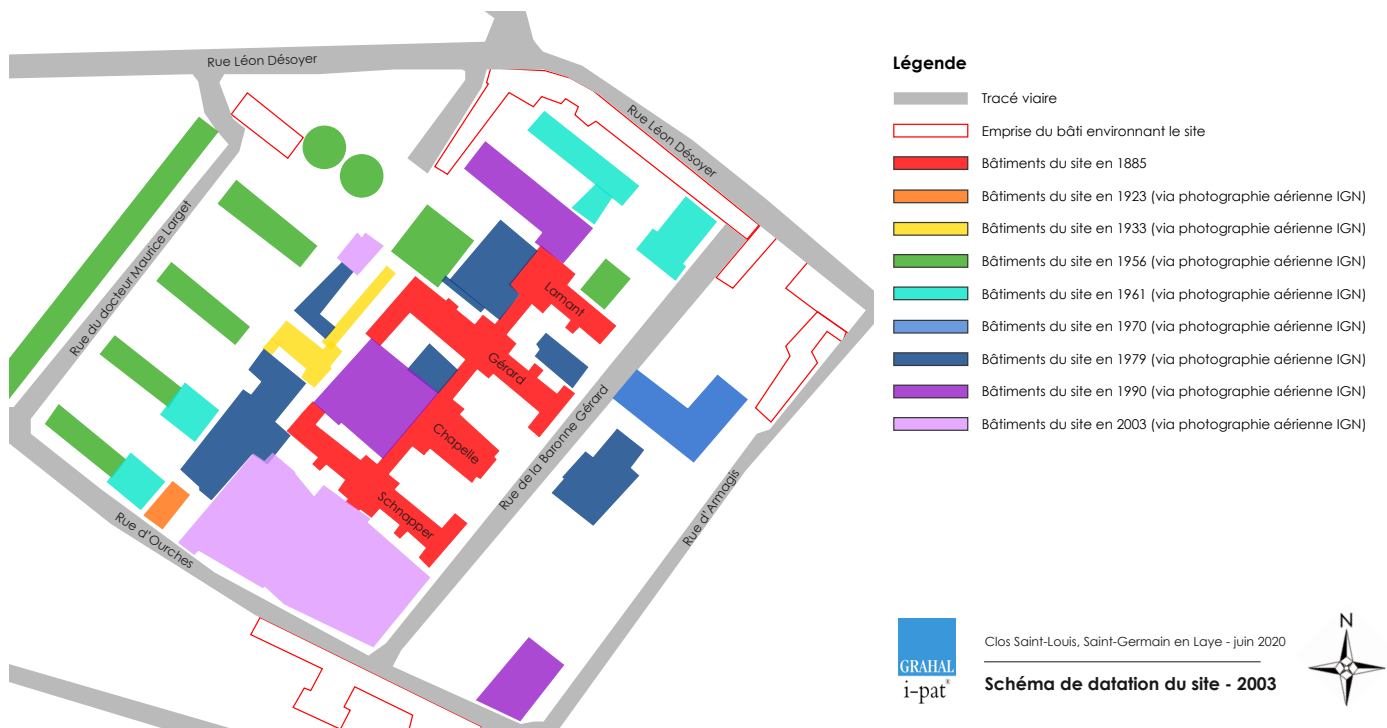 Rue Léon Désoyer
Rue Léon Désoyer
Rue du docteur Maurice Larget
Lamant
Gérard
Chapelle
Schnapper
Rue de la Baronne Gérard
Rue d'Armagis
Rue d'Ourches
Légende
Tracé viaire
Emprise du bâti environnant le site
Bâtiments du site en 1885
Bâtiments du site en 1923 (via photographie aérienne IGN)
Bâtiments du site en 1933 (via photographie aérienne IGN)
Bâtiments du site en 1956 (via photographie aérienne IGN)
Bâtiments du site en 1961 (via photographie aérienne IGN)
Bâtiments du site en 1970 (via photographie aérienne IGN)
Bâtiments du site en 1979 (via photographie aérienne IGN)
Bâtiments du site en 1990 (via photographie aérienne IGN)
Bâtiments du site en 2003 (via photographie aérienne IGN)
GRAHAL
i-pat®
Clos Saint-Louis, Saint-Germain en Laye - juin 2020
Schéma de datation du site - 2003
N